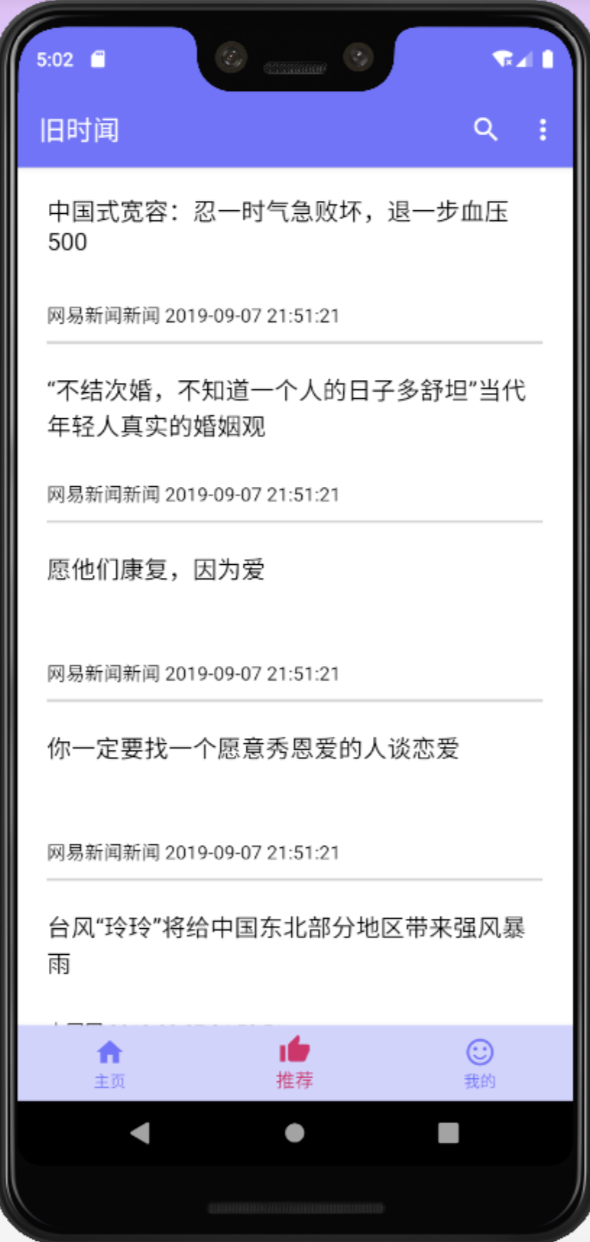 5:02
旧时闻
中国式宽容：忍一时气急败坏，退一步血压
500
网易新闻新闻 2019-09-07 21:51:21
“不结次婚，不知道一个人的日子多舒坦”当代
年轻人真实的婚姻观
网易新闻新闻 2019-09-07 21:51:21
愿他们康复，因为爱
网易新闻新闻 2019-09-07 21:51:21
你一定要找一个愿意秀恩爱的人谈恋爱
网易新闻新闻 2019-09-07 21:51:21
台风“玲玲”将给中国东北部分地区带来强风暴
雨
主页 推荐 我的